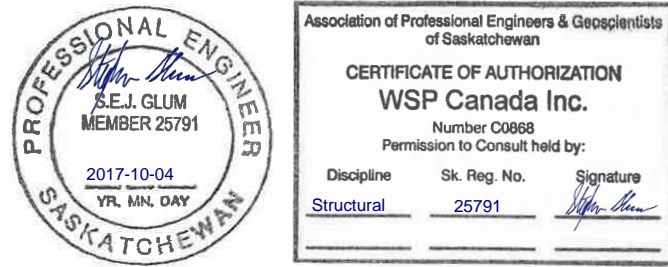 PROFESSIONAL ENGINEER
S.E.J. GLUM
MEMBER 25791
2017-10-04
YR. MN. DAY
SASKATCHEWAN
Association of Professional Engineers & Geoscientists
of Saskatchewan
CERTIFICATE OF AUTHORIZATION
WSP Canada Inc.
Number C0868
Permission to Consult held by:
Discipline Sk. Reg. No. Signature
Structural 25791